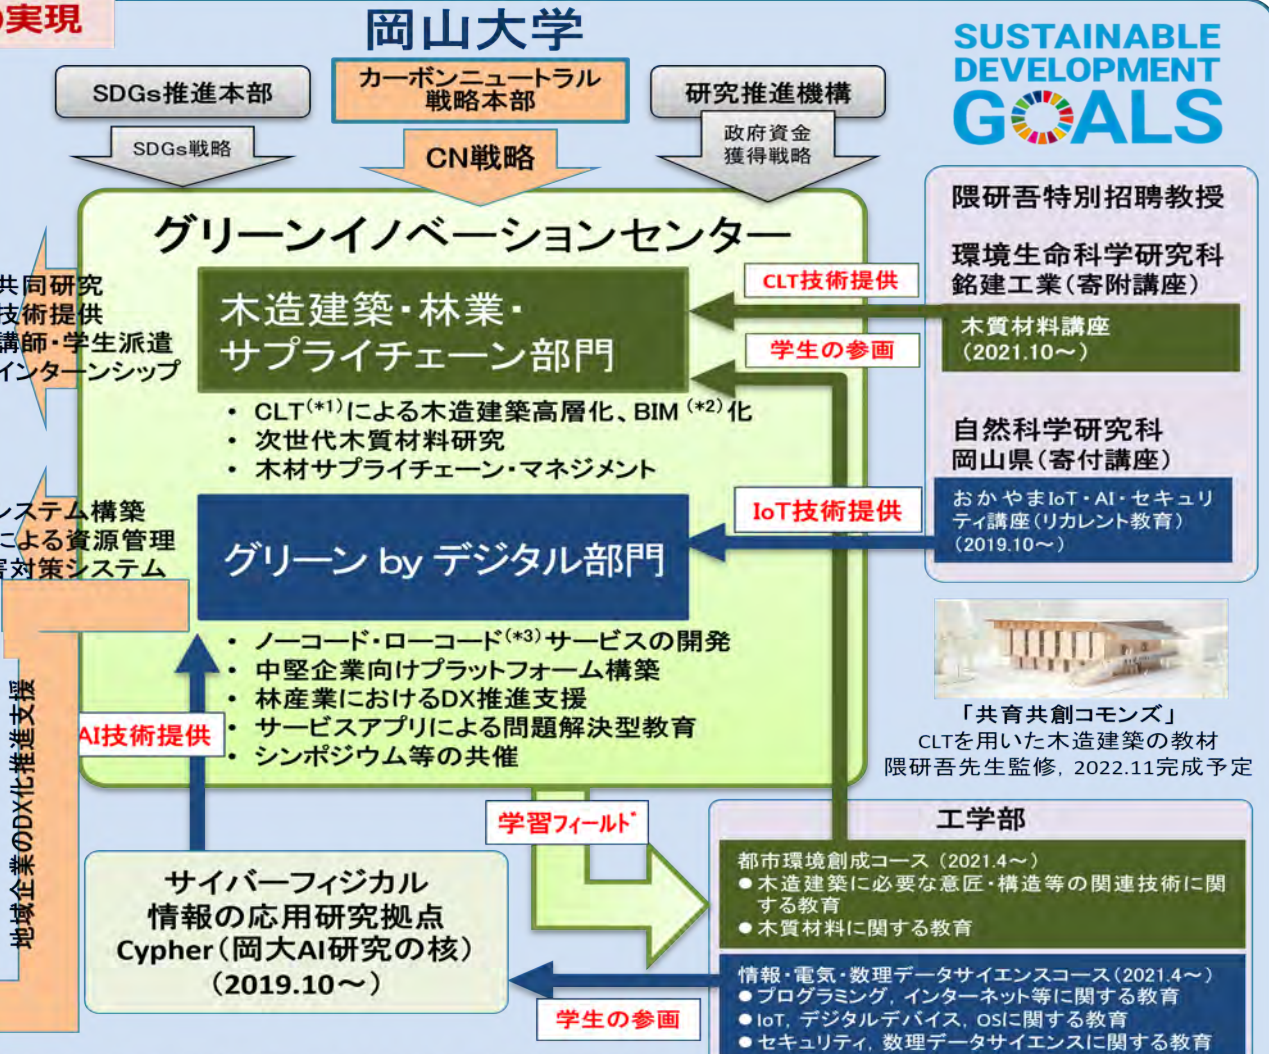 の実現
岡山大学
SUSTAINABLE
DEVELOPMENT
GOALS
SDGs推進本部
カーボンニュートラル
戦略本部
研究推進機構
SDGs戦略
CN戦略
政府資金
獲得戦略
グリーンイノベーションセンター
共同研究
技術提供
講師・学生派遣
インターンシップ
木造建築・林業・
サプライチェーン部門
CLT技術提供
学生の参画
隈研吾特別招聘教授
環境生命科学研究科
銘建工業(寄附講座)
木質材料講座
(2021.10～)
• CLT(*1)による木造建築高層化、BIM(*2)化
• 次世代木質材料研究
• 木材サプライチェーン・マネジメント
自然科学研究科
岡山県(寄付講座)
おかやまIoT・AI・セキュリ
ティ講座(リカレント教育)
(2019.10～)
システム構築
による資源管理
害対策システム
グリーン by デジタル部門
IoT技術提供
• ノーコード・ローコード(*3)サービスの開発
• 中堅企業向けプラットフォーム構築
• 林産業におけるDX推進支援
• サービスアプリによる問題解決型教育
• シンポジウム等の共催
AI技術提供
地域企業のDX化推進支援
「共育共創コモンズ」
CLTを用いた木造建築の教材
隈研吾先生監修, 2022.11完成予定
学習フィールド
サイバーフィジカル
情報の応用研究拠点
Cypher(岡大AI研究の核)
(2019.10～)
学生の参画
工学部
都市環境創成コース (2021.4～)
●木造建築に必要な意匠・構造等の関連技術に関
する教育
●木質材料に関する教育
情報・電気・数理データサイエンスコース(2021.4～)
●プログラミング, インターネット等に関する教育
●IoT, デジタルデバイス, OSに関する教育
●セキュリティ, 数理データサイエンスに関する教育